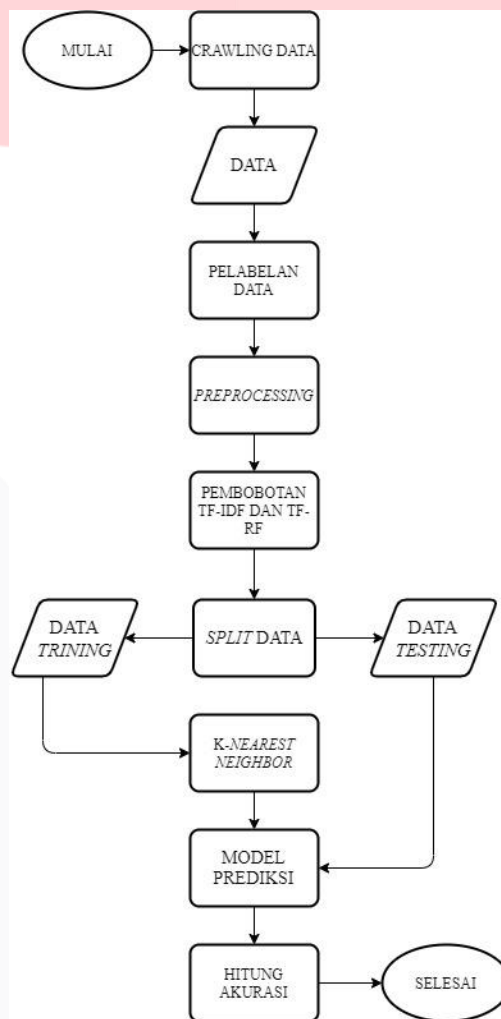 MULAI
CRAWLING DATA
DATA
PELABELAN
DATA
PREPROCESSING
PEMBOBOTAN
TF-IDF DAN TF-
RF
DATA
TRINING
SPLIT DATA
DATA
TESTING
K-NEAREST
NEIGHBOR
MODEL
PREDIKSI
HITUNG
AKURASI
SELESAI